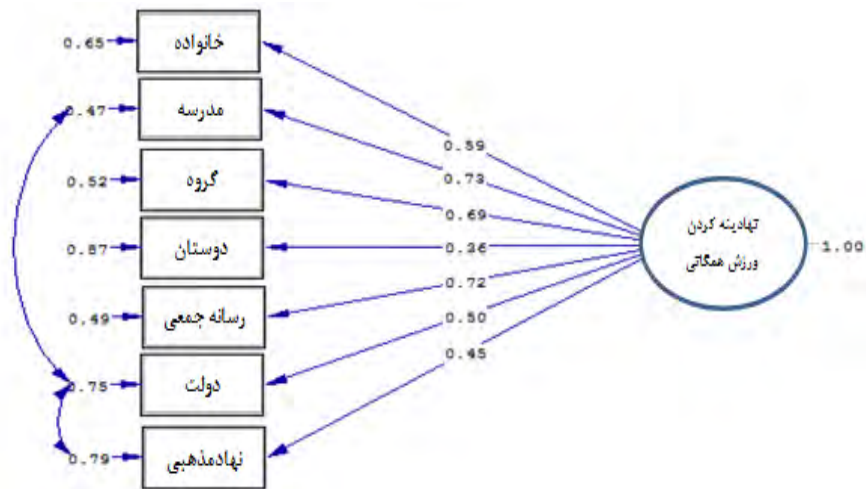 0.65
خانواده
0.47
مدرسه
0.52
گروه
0.87
دوستان
0.49
رسانه جمعی
0.75
دولت
0.79
نهادمذهبی
0.59
0.73
0.69
0.36
0.72
0.50
0.45
نهادینه کردن
ورزش همگانی
1.00